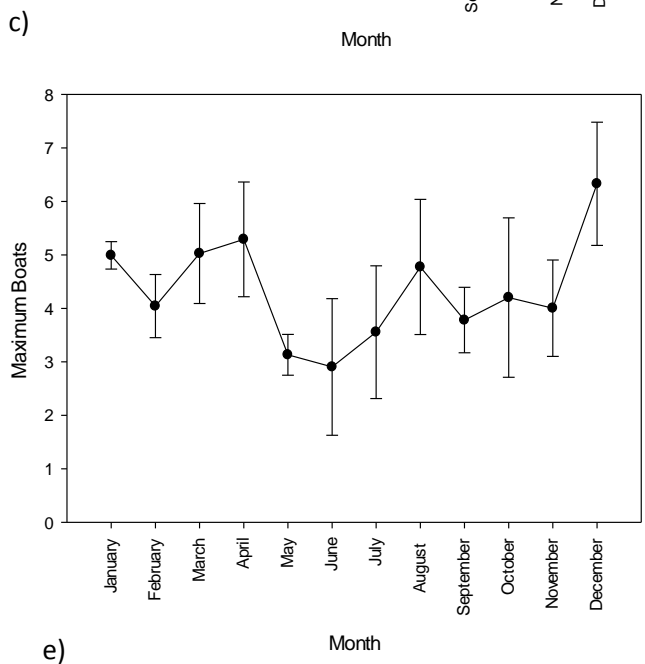 c)
Month
Maximum Boats
8
7
6
5
4
3
2
1
0
January
February
March
April
May
June
July
August
September
October
November
December
Month
e)